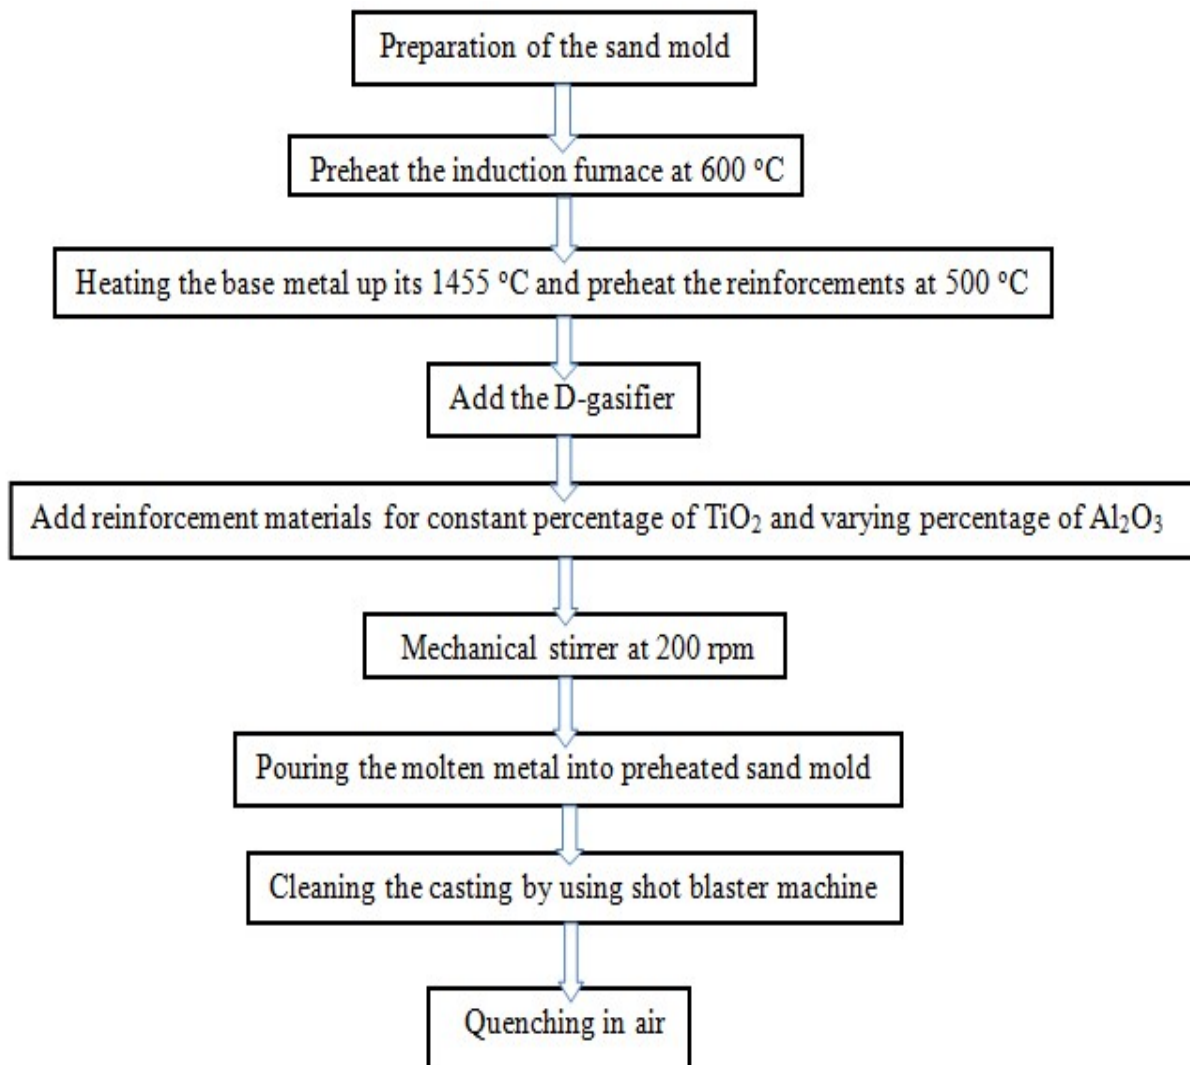 Preparation of the sand mold
Preheat the induction furnace at 600 °C
Heating the base metal up its 1455 °C and preheat the reinforcements at 500 °C
Add the D-gasifier
Add reinforcement materials for constant percentage of TiO₂ and varying percentage of Al₂O₃
Mechanical stirrer at 200 rpm
Pouring the molten metal into preheated sand mold
Cleaning the casting by using shot blaster machine
Quenching in air